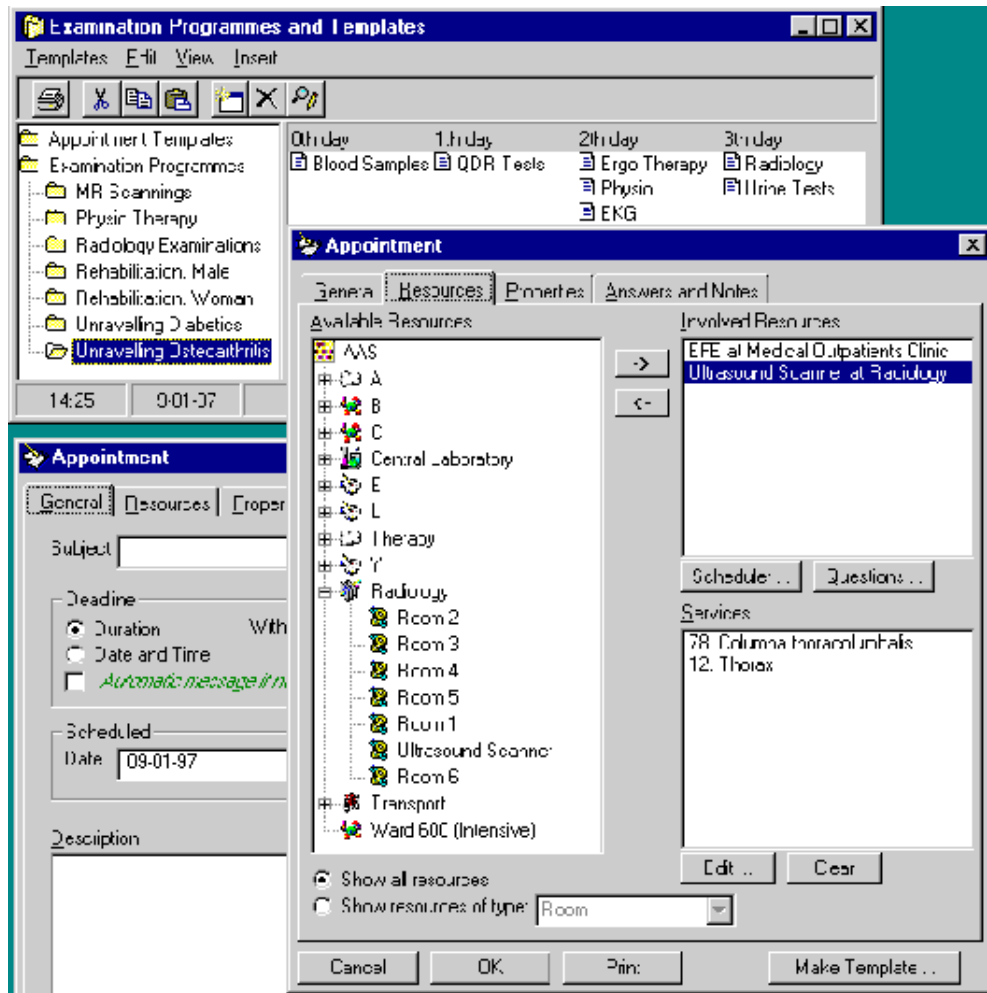 Examination Programmes and Templates
Templates Edit View Insert
Appointment Templates
Examination Programmes
MR Scannings
Physio Therapy
Radiology Examinations
Rehabilitation, Male
Rehabilitation, Woman
Unravelling Diabetics
Unravelling Osteoarthritis
0th day 1th day 2th day 3th day
Blood Samples QDR Tests Ergo Therapy Radiology
Physio Urine Tests
EKG
14:25 9-01-97
Appointment
General Resources Proper
Subject
Deadline
Duration With
Date and Time
Automatic message if n
Scheduled
Date 09-01-97
Description
Appointment
General Resources Properties Answers and Notes
Available Resources
AAS
A
B
C
Central Laboratory
E
L
Therapy
Y
Radiology
Room 2
Room 3
Room 4
Room 5
Room 1
Ultrasound Scanner
Room 6
Transport
Ward 600 (Intensive)
Show all resources
Show resources of type: Room
->
<-
Involved Resources
EFE at Medical Outpatients Clinic
Ultrasound Scanner at Radiology
Scheduler... Questions...
Services
78. Columna thoracolumbalis
12. Thorax
Edit... Clear
Cancel OK Print Make Template...